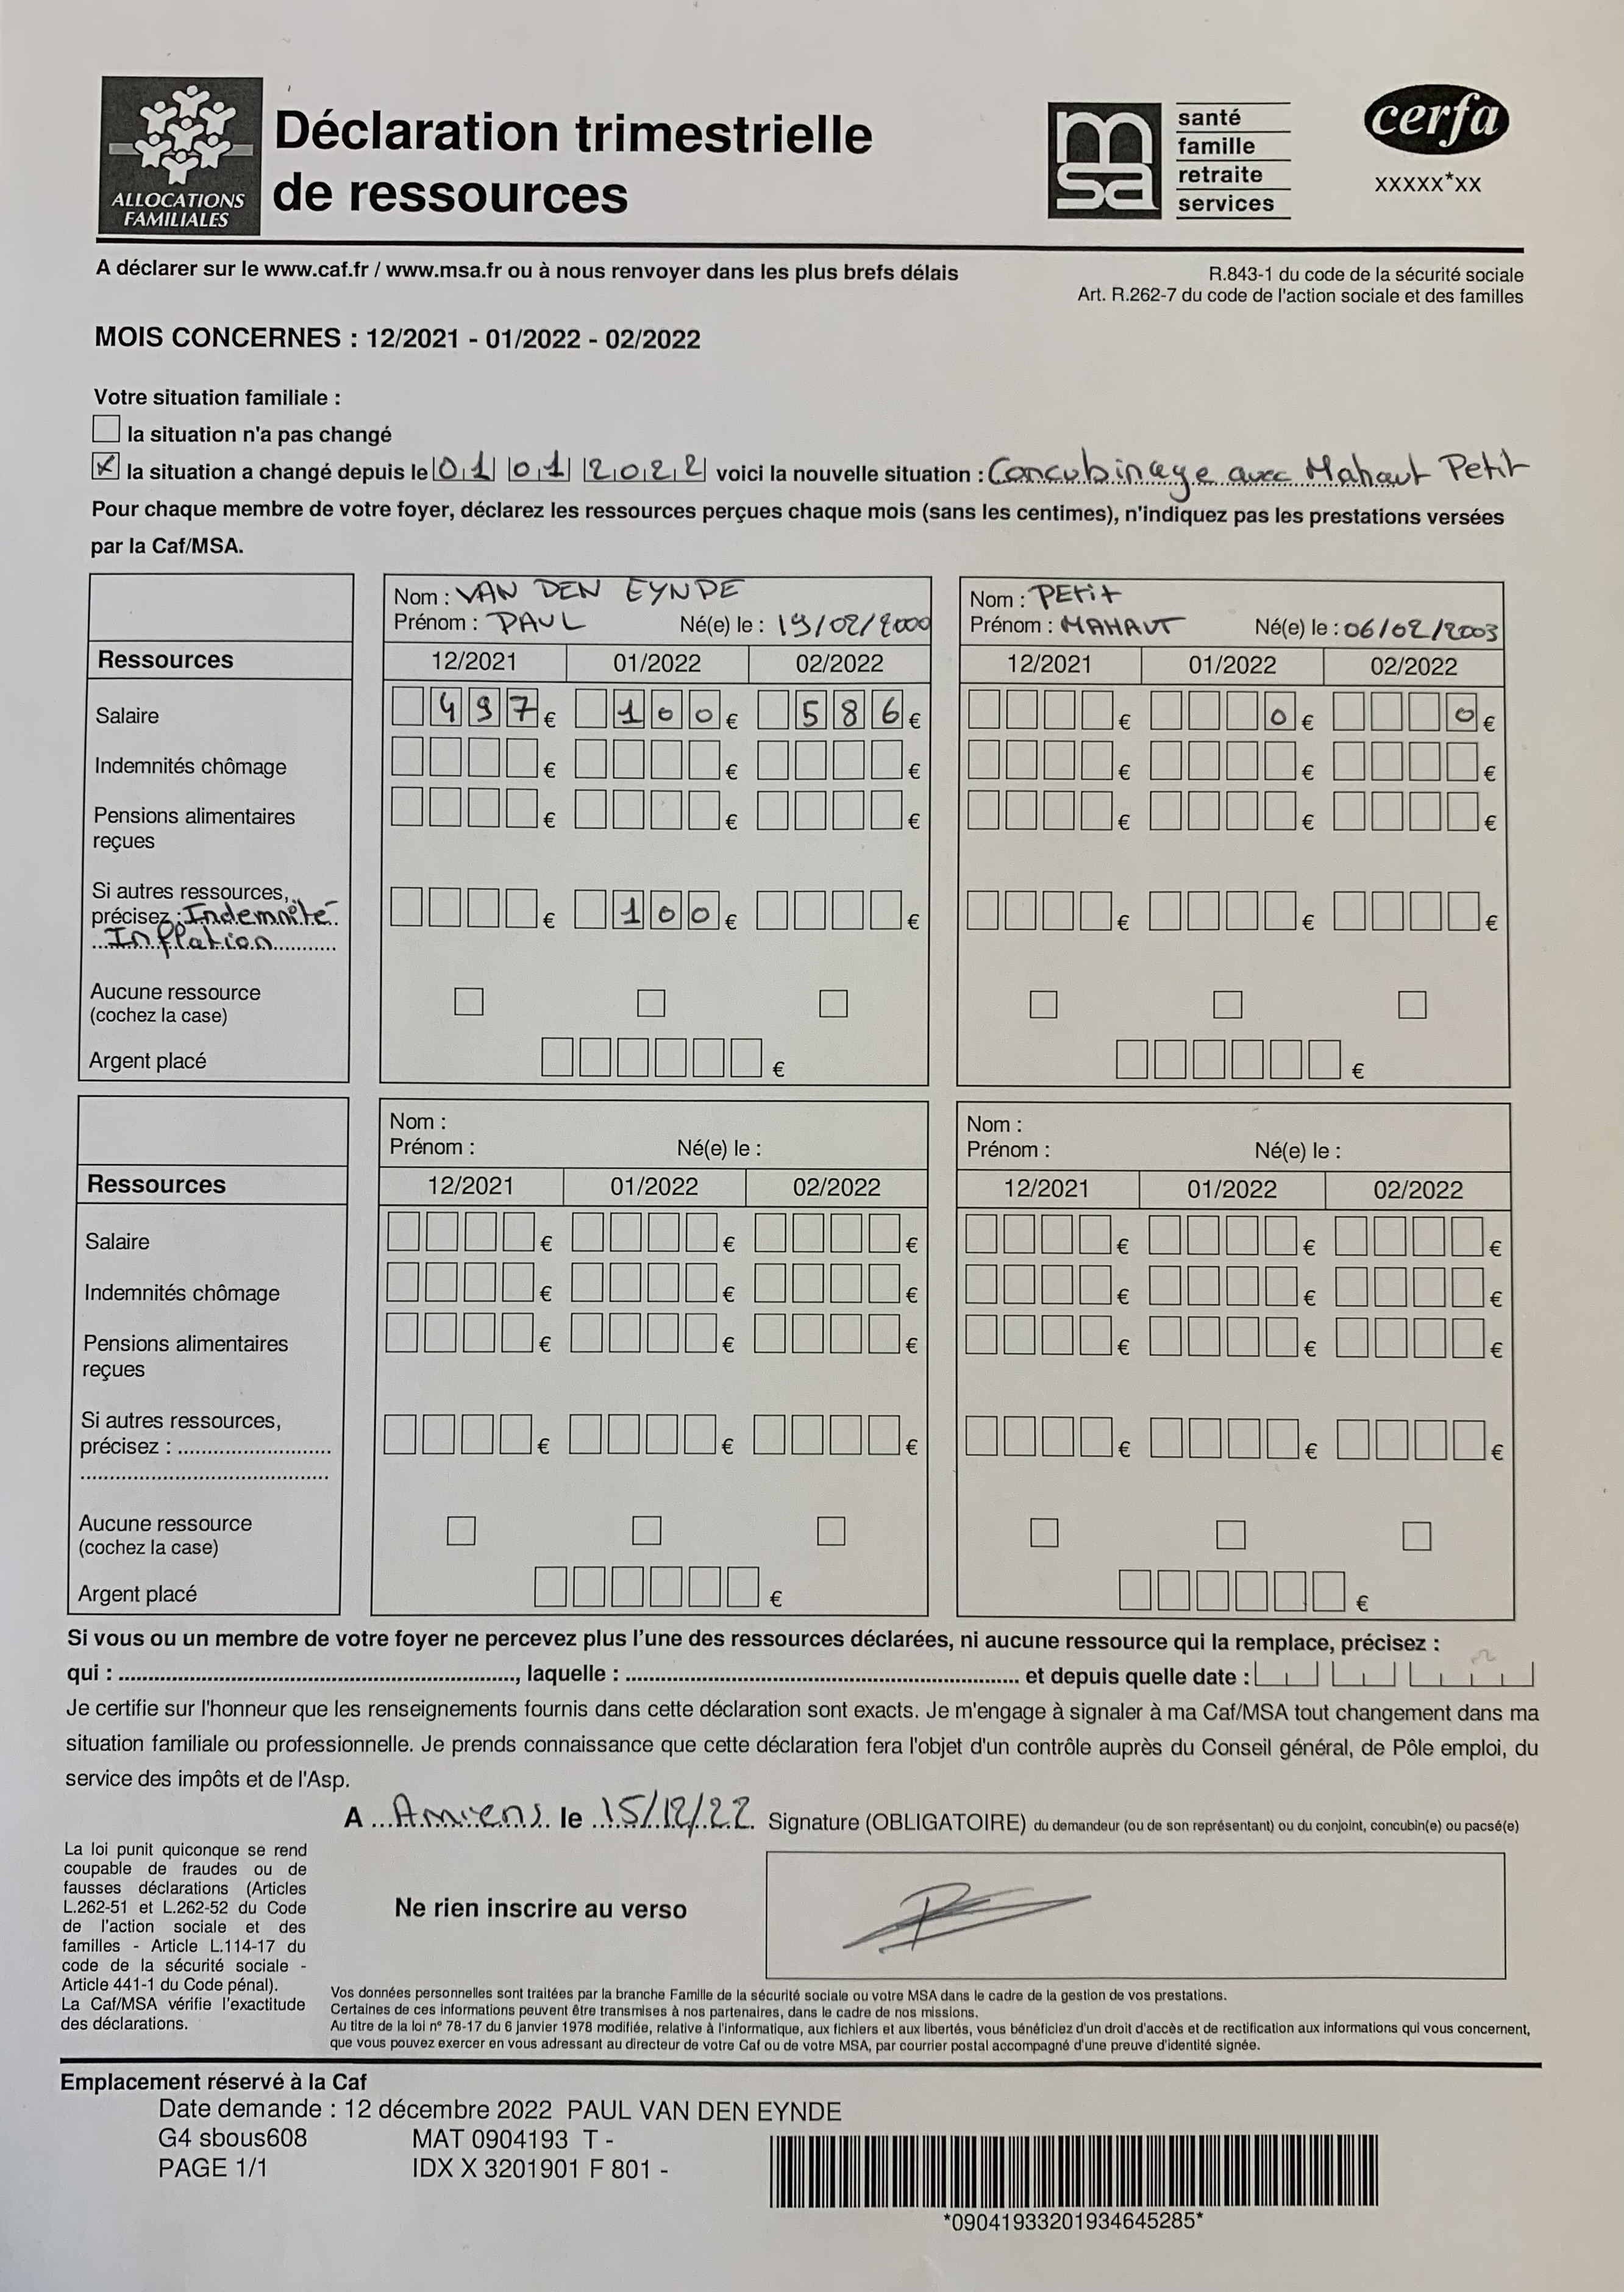 ALLOCATIONS
FAMILIALES
Déclaration trimestrielle
de ressources
msa
santé
famille
retraite
services
cerfa
XXXXX*XX
A déclarer sur le www.caf.fr / www.msa.fr ou à nous renvoyer dans les plus brefs délais
R.843-1 du code de la sécurité sociale
Art. R.262-7 du code de l'action sociale et des familles
MOIS CONCERNES : 12/2021 - 01/2022 - 02/2022
Votre situation familiale :
la situation n'a pas changé
X la situation a changé depuis le 01 01 2022 voici la nouvelle situation : Concubinage avec Mahaut Petit
Pour chaque membre de votre foyer, déclarez les ressources perçues chaque mois (sans les centimes), n'indiquez pas les prestations versées
par la Caf/MSA.
Nom : VAN DEN EYNDE Nom : PETIT
Prénom : PAUL Né(e) le : 19/02/2000 Prénom : MAHAUT Né(e) le : 06/02/2003
Ressources 12/2021 01/2022 02/2022 12/2021 01/2022 02/2022
Salaire 497 € 100 € 586 € € 0 € 0 €
Indemnités chômage € € € € € €
Pensions alimentaires € € € € € €
reçues
Si autres ressources,
précisez : Indemnité € 100 € € € € €
Inflation
Aucune ressource
(cochez la case)
Argent placé € €
Nom : Nom :
Prénom : Né(e) le : Prénom : Né(e) le :
Ressources 12/2021 01/2022 02/2022 12/2021 01/2022 02/2022
Salaire € € € € € €
Indemnités chômage € € € € € €
Pensions alimentaires € € € € € €
reçues
Si autres ressources,
précisez : .......................... € € € € € €
Aucune ressource
(cochez la case)
Argent placé € €
Si vous ou un membre de votre foyer ne percevez plus l'une des ressources déclarées, ni aucune ressource qui la remplace, précisez :
qui : ......................, laquelle : ...................... et depuis quelle date :
Je certifie sur l'honneur que les renseignements fournis dans cette déclaration sont exacts. Je m'engage à signaler à ma Caf/MSA tout changement dans ma
situation familiale ou professionnelle. Je prends connaissance que cette déclaration fera l'objet d'un contrôle auprès du Conseil général, de Pôle emploi, du
service des impôts et de l'Asp.
A Amiens le 15/12/22 Signature (OBLIGATOIRE) du demandeur (ou de son représentant) ou du conjoint, concubin(e) ou pacsé(e)
La loi punit quiconque se rend
coupable de fraudes ou de
fausses déclarations (Articles
L.262-51 et L.262-52 du Code
de l'action sociale et des
familles - Article L.114-17 du
code de la sécurité sociale -
Article 441-1 du Code pénal).
La Caf/MSA vérifie l'exactitude
des déclarations.
Ne rien inscrire au verso
Vos données personnelles sont traitées par la branche Famille de la sécurité sociale ou votre MSA dans le cadre de la gestion de vos prestations.
Certaines de ces informations peuvent être transmises à nos partenaires, dans le cadre de nos missions.
Au titre de la loi n° 78-17 du 6 janvier 1978 modifiée, relative à l'informatique, aux fichiers et aux libertés, vous bénéficiez d'un droit d'accès et de rectification aux informations qui vous concernent,
que vous pouvez exercer en vous adressant au directeur de votre Caf ou de votre MSA, par courrier postal accompagné d'une preuve d'identité signée.
Emplacement réservé à la Caf
Date demande : 12 décembre 2022 PAUL VAN DEN EYNDE
G4 sbous608 MAT 0904193 T -
PAGE 1/1 IDX X 3201901 F 801 -
*09041933201934645285*